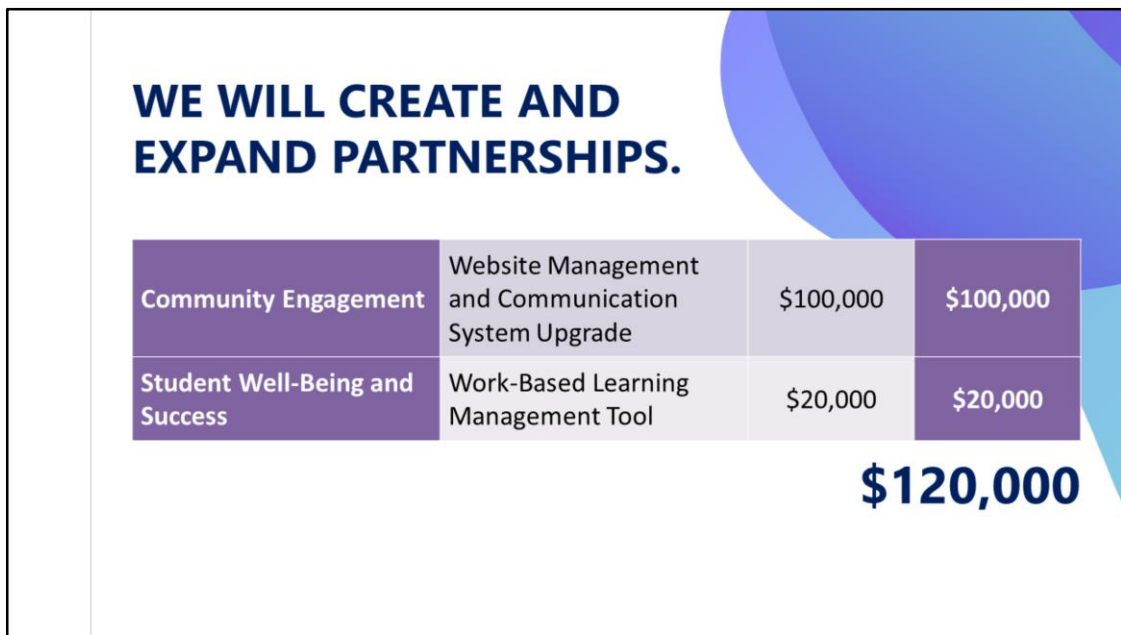 WE WILL CREATE AND
EXPAND PARTNERSHIPS.
Community Engagement
Website Management
and Communication
System Upgrade
$100,000
$100,000
Student Well-Being and
Success
Work-Based Learning
Management Tool
$20,000
$20,000
$120,000